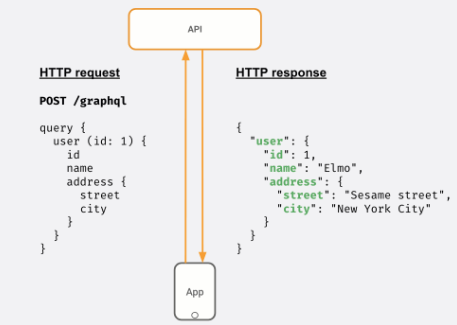 API
HTTP request
POST /graphql
query {
  user (id: 1) {
    id
    name
    address {
      street
      city
    }
  }
}
HTTP response
{
  "user": {
    "id": 1,
    "name": "Elmo",
    "address": {
      "street": "Sesame street",
      "city": "New York City"
    }
  }
}
App